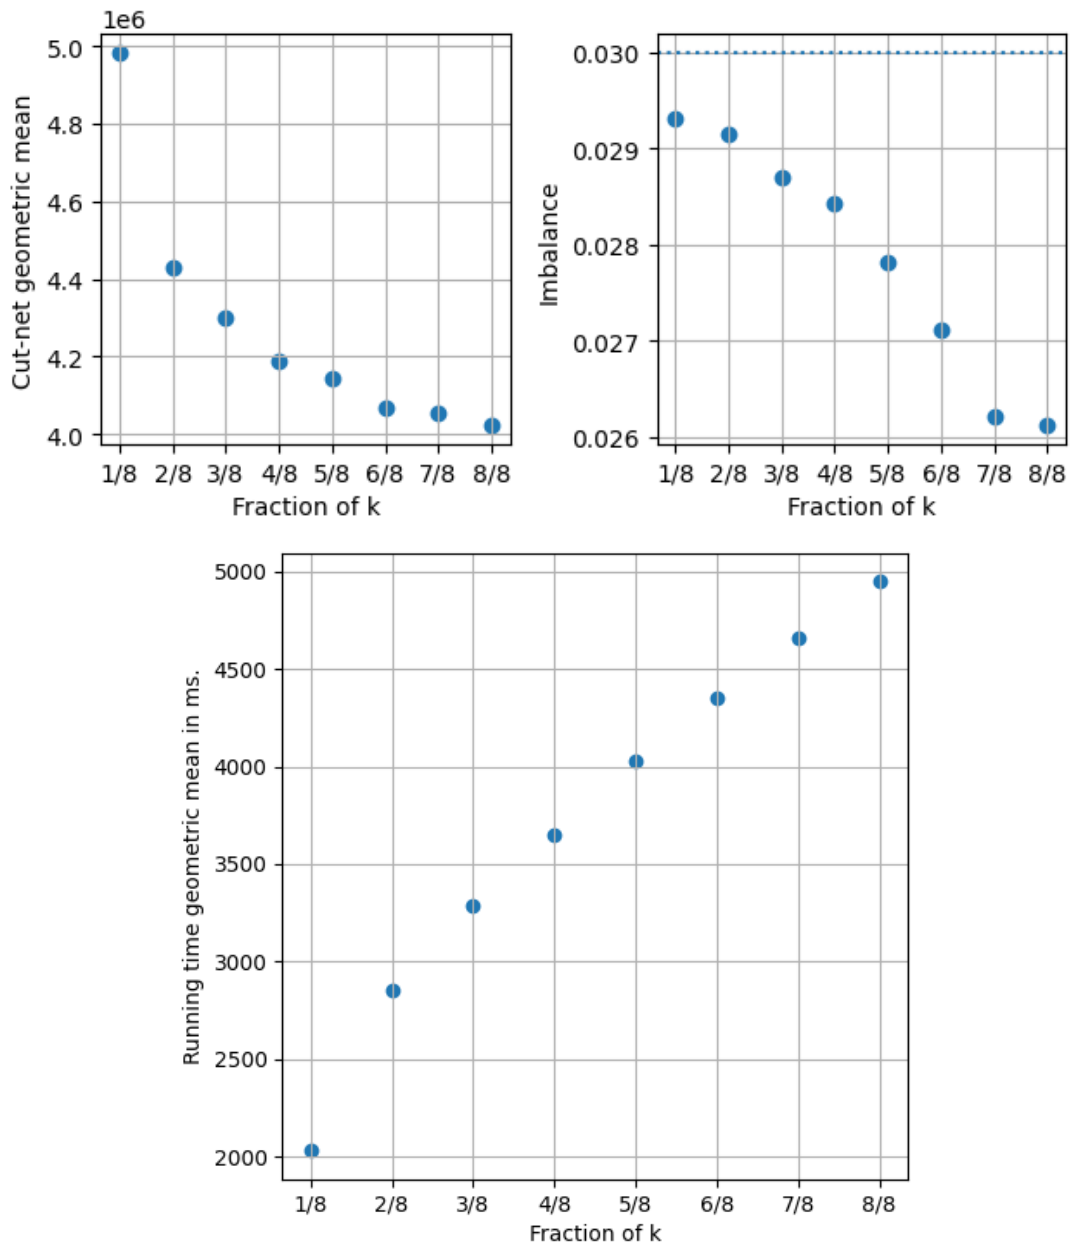 1e6
5.0
4.8
4.6
4.4
4.2
4.0
Cut-net geometric mean
1/8 2/8 3/8 4/8 5/8 6/8 7/8 8/8
Fraction of k
0.030
0.029
0.028
0.027
0.026
Imbalance
1/8 2/8 3/8 4/8 5/8 6/8 7/8 8/8
Fraction of k
5000
4500
4000
3500
3000
2500
2000
Running time geometric mean in ms.
1/8 2/8 3/8 4/8 5/8 6/8 7/8 8/8
Fraction of k